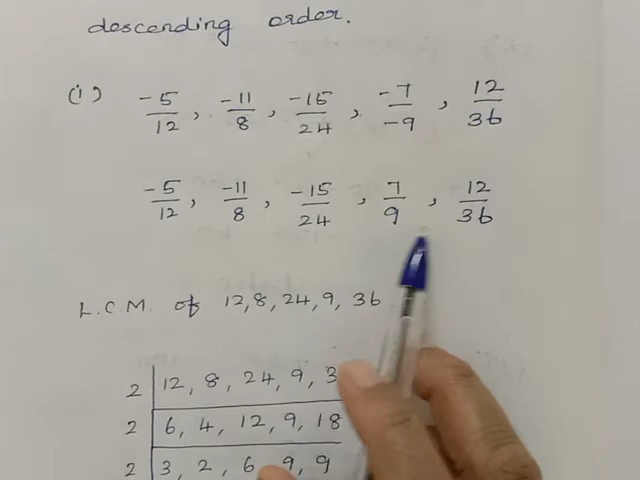 descending order.
(i) -5/12, -11/8, -15/24, -7/-9, 12/36
-5/12, -11/8, -15/24, 7/9, 12/36
L.C.M. of 12,8,24,9,36
2 | 12, 8, 24, 9, 3
2 | 6, 4, 12, 9, 18
2 | 3, 2, 6, 9, 9